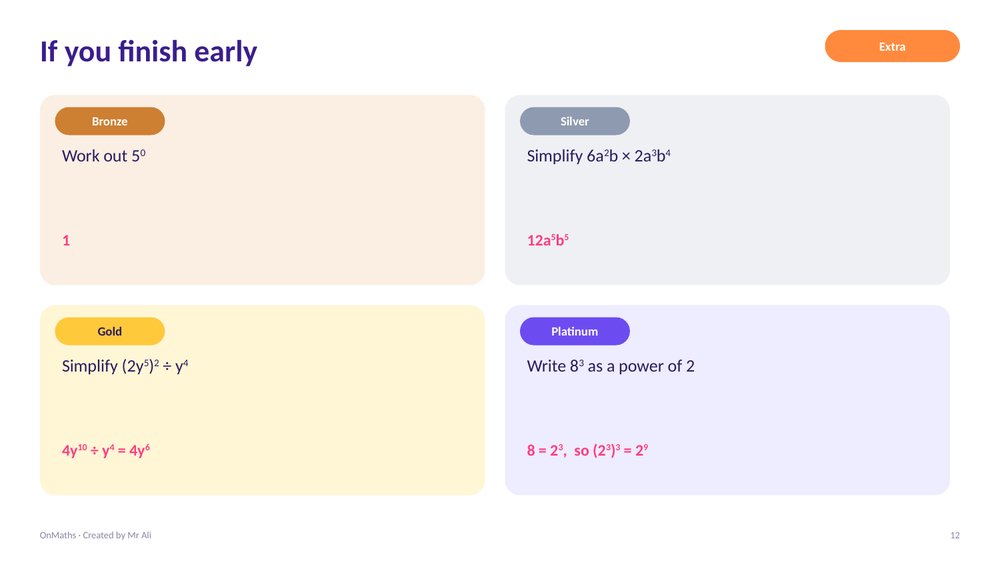 If you finish early
Extra
Bronze
Work out 5⁰
1
Silver
Simplify 6a²b × 2a³b⁴
12a⁵b⁵
Gold
Simplify (2y⁵)² ÷ y⁴
4y¹⁰ ÷ y⁴ = 4y⁶
Platinum
Write 8³ as a power of 2
8 = 2³, so (2³)³ = 2⁹
OnMaths · Created by Mr Ali
12